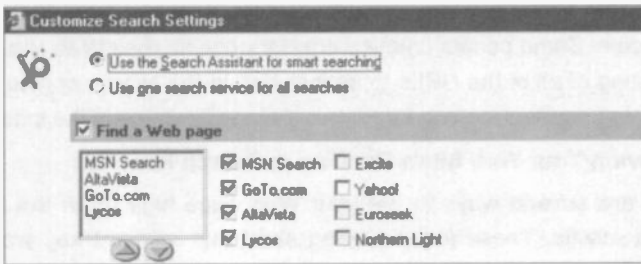 Customize Search Settings
Use the Search Assistant for smart searching
Use one search service for all searches
Find a Web page
MSN Search
AltaVista
GoTo.com
Lycos
MSN Search Excite
GoTo.com Yahoo!
AltaVista Euroseek
Lycos Northern Light